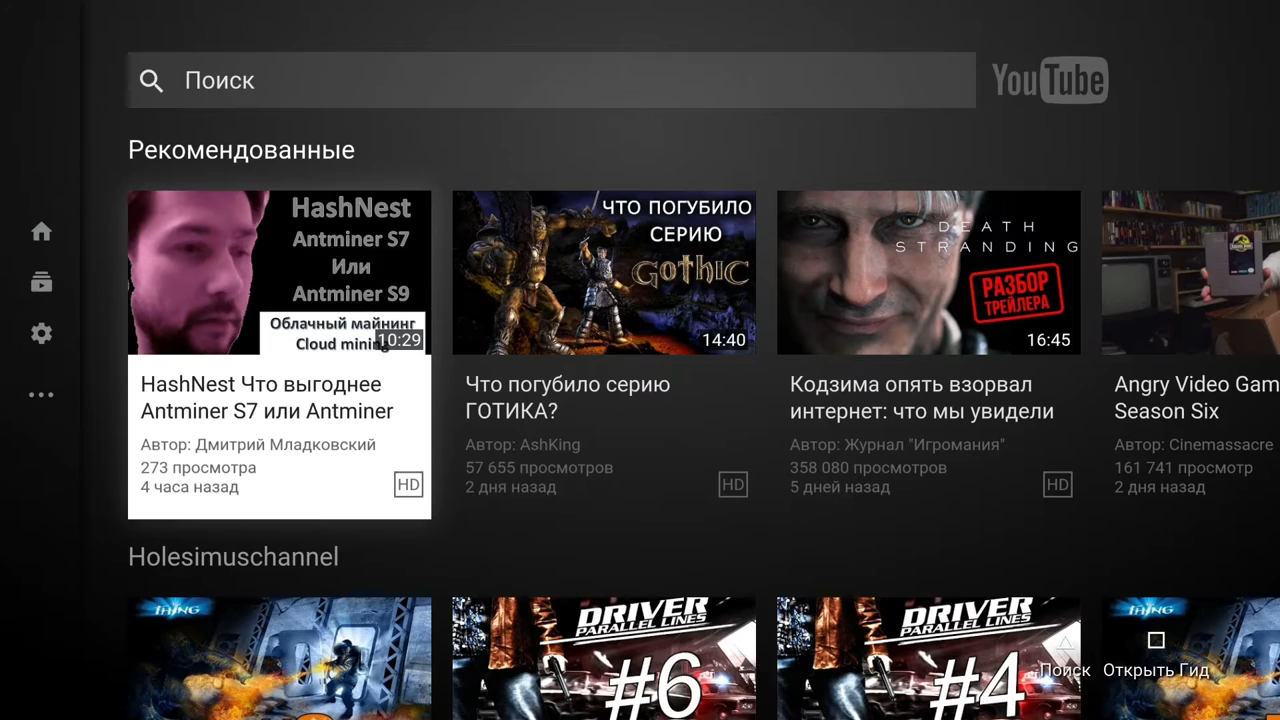 Поиск
YouTube
Рекомендованные
HashNest
Antminer S7
Или
Antminer S9
Облачный майнинг
Cloud mining
10:29
HashNest Что выгоднее
Antminer S7 или Antminer
Автор: Дмитрий Младковский
273 просмотра
4 часа назад
HD
ЧТО ПОГУБИЛО
СЕРИЮ
GOTHIC
14:40
Что погубило серию
ГОТИКА?
Автор: AshKing
57 655 просмотров
2 дня назад
HD
DEATH
STRANDING
РАЗБОР
ТРЕЙЛЕРА
16:45
Кодзима опять взорвал
интернет: что мы увидели
Автор: Журнал "Игромания"
358 080 просмотров
5 дней назад
HD
Angry Video Gam
Season Six
Автор: Cinemassacre
161 741 просмотр
2 дня назад
Holesimuschannel
THING
DRIVER
PARALLEL LINES
#6
DRIVER
PARALLEL LINES
#4
THING
Поиск
Открыть Гид